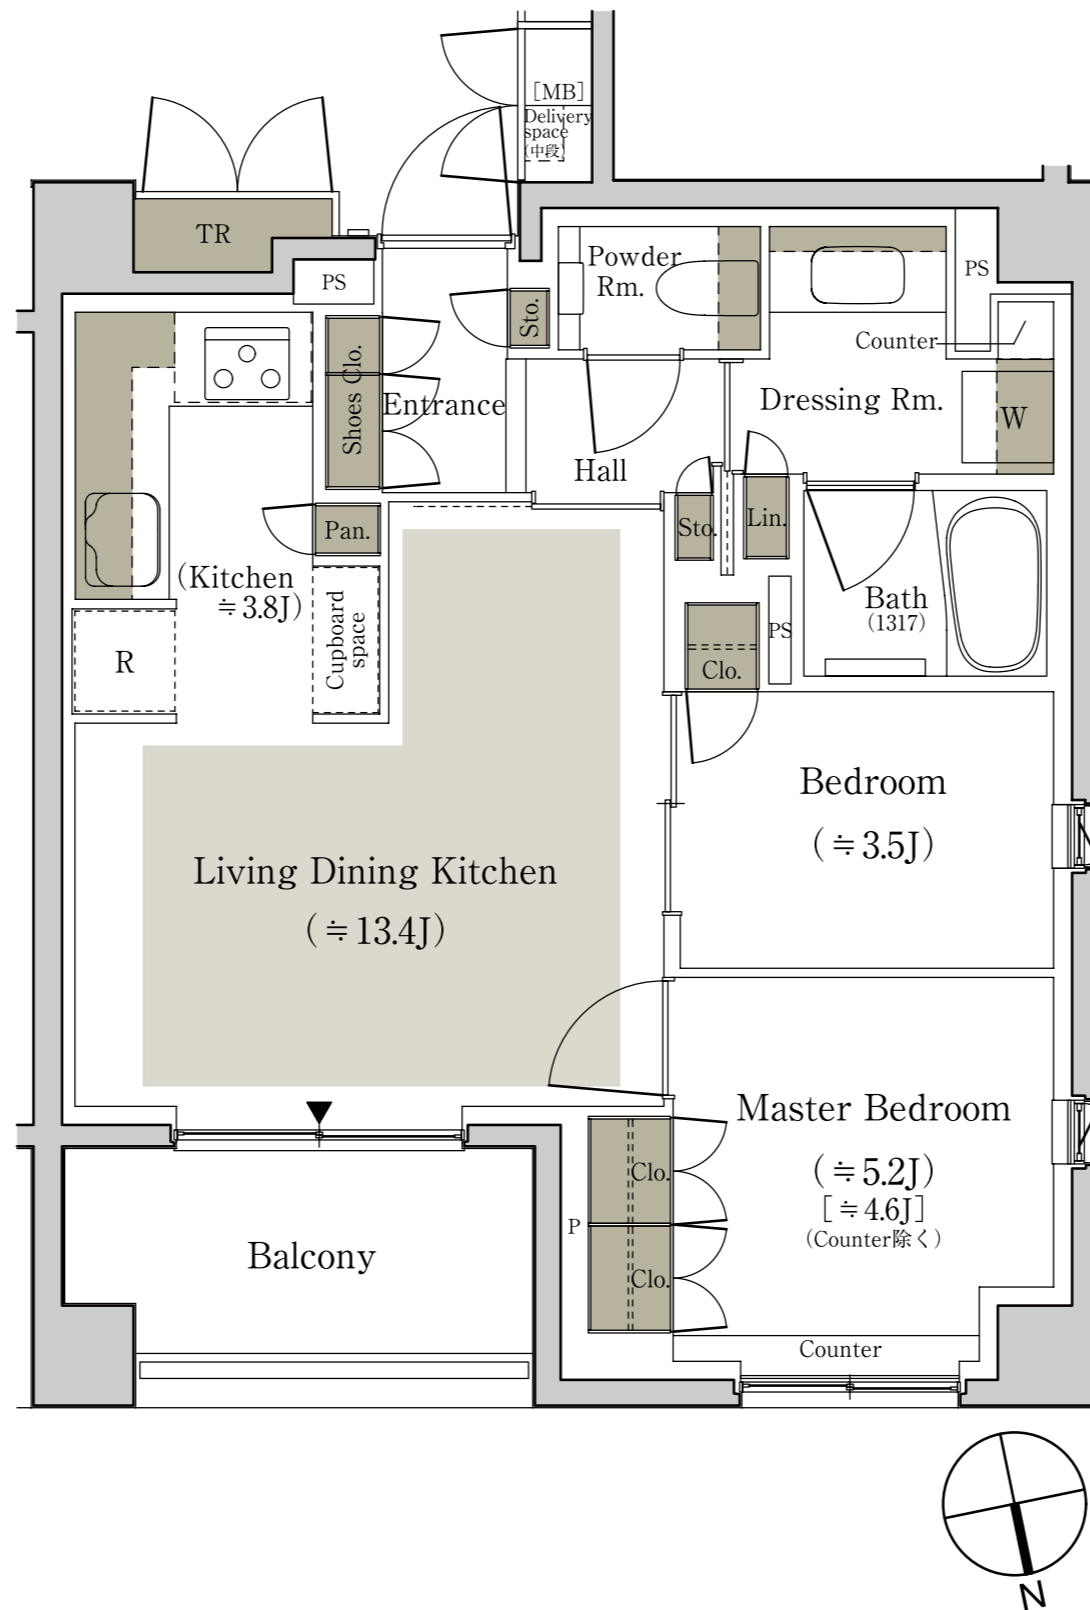 [MB]
Delivery
space
(中段)
TR
PS
Sto.
Powder
Rm.
PS
Counter
Shoes Clo.
Entrance
Dressing Rm.
W
Hall
Pan.
Sto.
Lin.
(Kitchen
≒3.8J)
Cupboard
space
R
Bath
(1317)
PS
Clo.
Bedroom
(≒3.5J)
Living Dining Kitchen
(≒13.4J)
Master Bedroom
(≒5.2J)
[≒4.6J]
(Counter除く)
Clo.
P
Clo.
Balcony
Counter
N